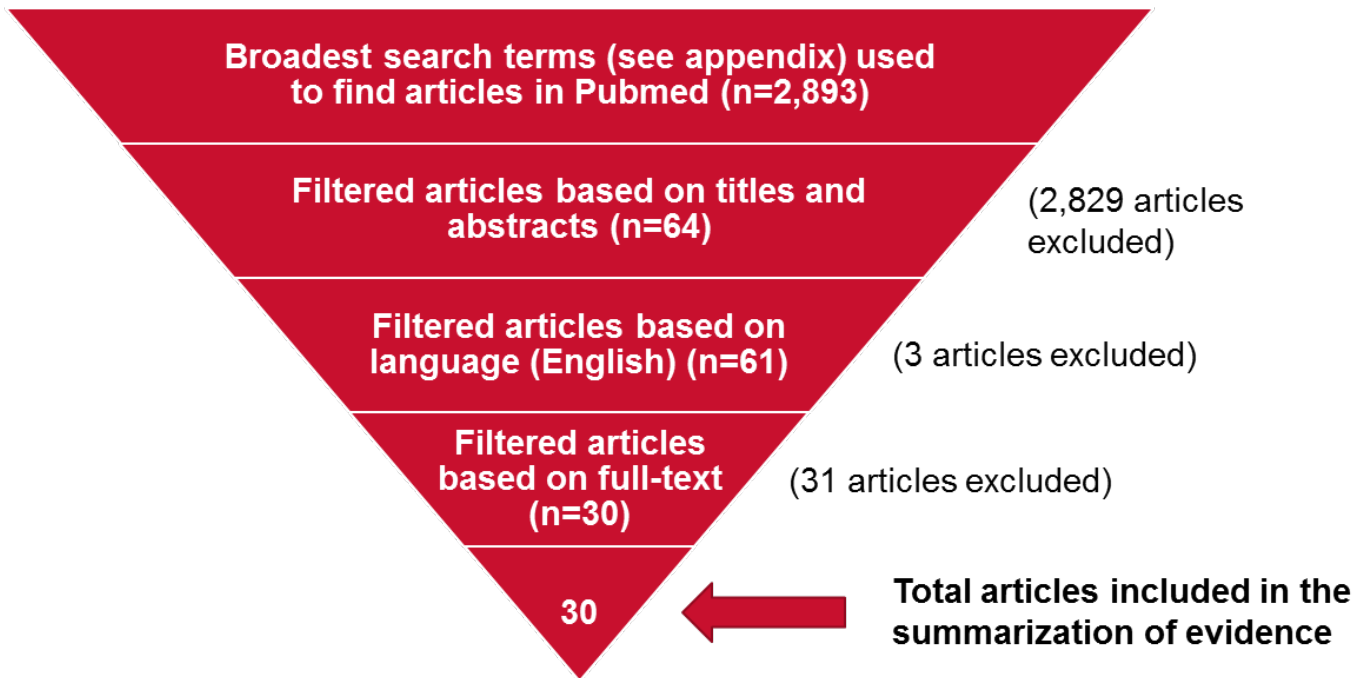 Broadest search terms (see appendix) used
to find articles in Pubmed (n=2,893)
Filtered articles based on titles and
abstracts (n=64)
(2,829 articles
excluded)
Filtered articles based on
language (English) (n=61)
(3 articles excluded)
Filtered articles
based on full-text
(n=30)
(31 articles excluded)
30
Total articles included in the
summarization of evidence